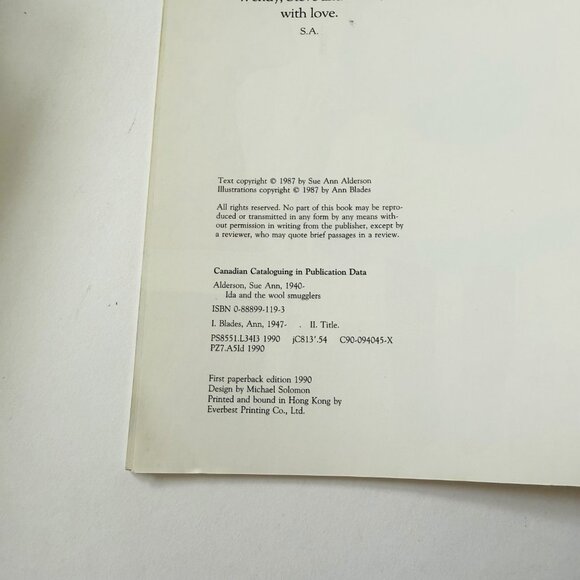 with love.
S.A.
Text copyright © 1987 by Sue Ann Alderson
Illustrations copyright © 1987 by Ann Blades
All rights reserved. No part of this book may be repro-
duced or transmitted in any form by any means with-
out permission in writing from the publisher, except by
a reviewer, who may quote brief passages in a review.
Canadian Cataloguing in Publication Data
Alderson, Sue Ann, 1940-
Ida and the wool smugglers
ISBN 0-88899-119-3
I. Blades, Ann, 1947- . II. Title.
PS8551.L34I3 1990 jC813'.54 C90-094045-X
PZ7.A5Id 1990
First paperback edition 1990
Design by Michael Solomon
Printed and bound in Hong Kong by
Everbest Printing Co., Ltd.